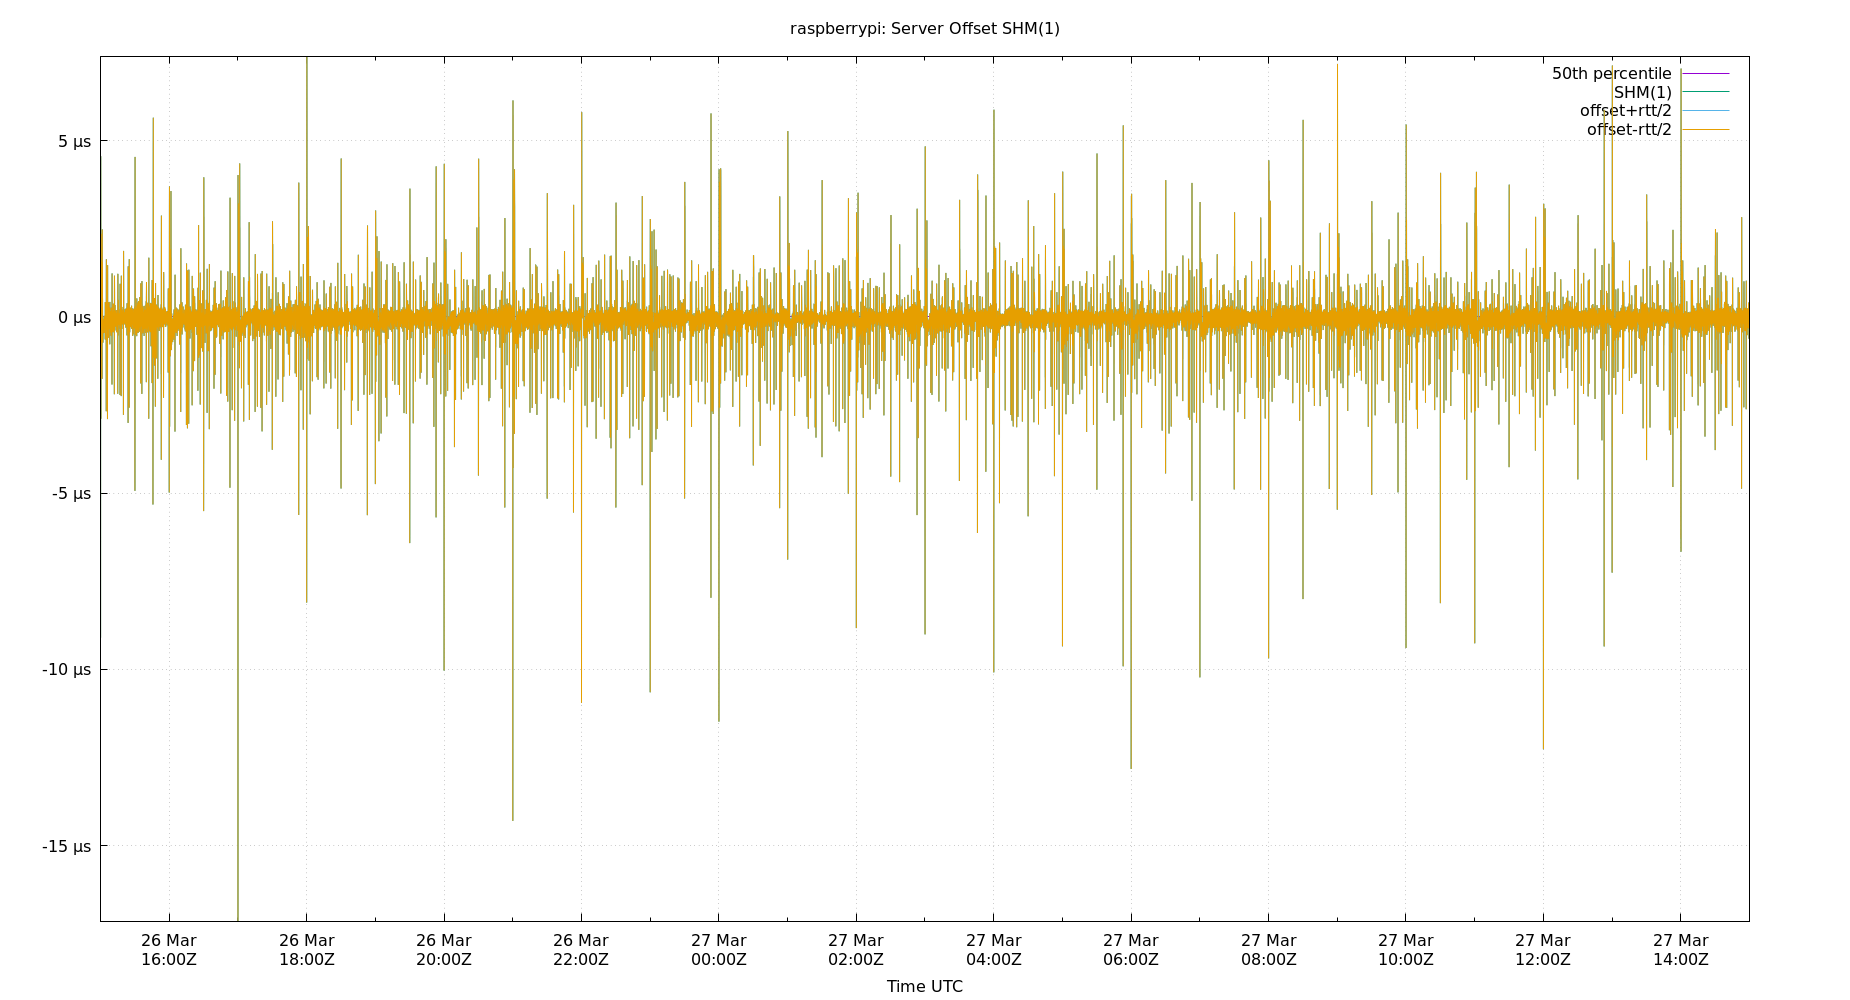 raspberrypi: Server Offset SHM(1)
50th percentile
SHM(1)
offset+rtt/2
offset-rtt/2
5 µs
0 µs
-5 µs
-10 µs
-15 µs
26 Mar 26 Mar 26 Mar 26 Mar 27 Mar 27 Mar 27 Mar 27 Mar 27 Mar 27 Mar 27 Mar 27 Mar
16:00Z 18:00Z 20:00Z 22:00Z 00:00Z 02:00Z 04:00Z 06:00Z 08:00Z 10:00Z 12:00Z 14:00Z
Time UTC